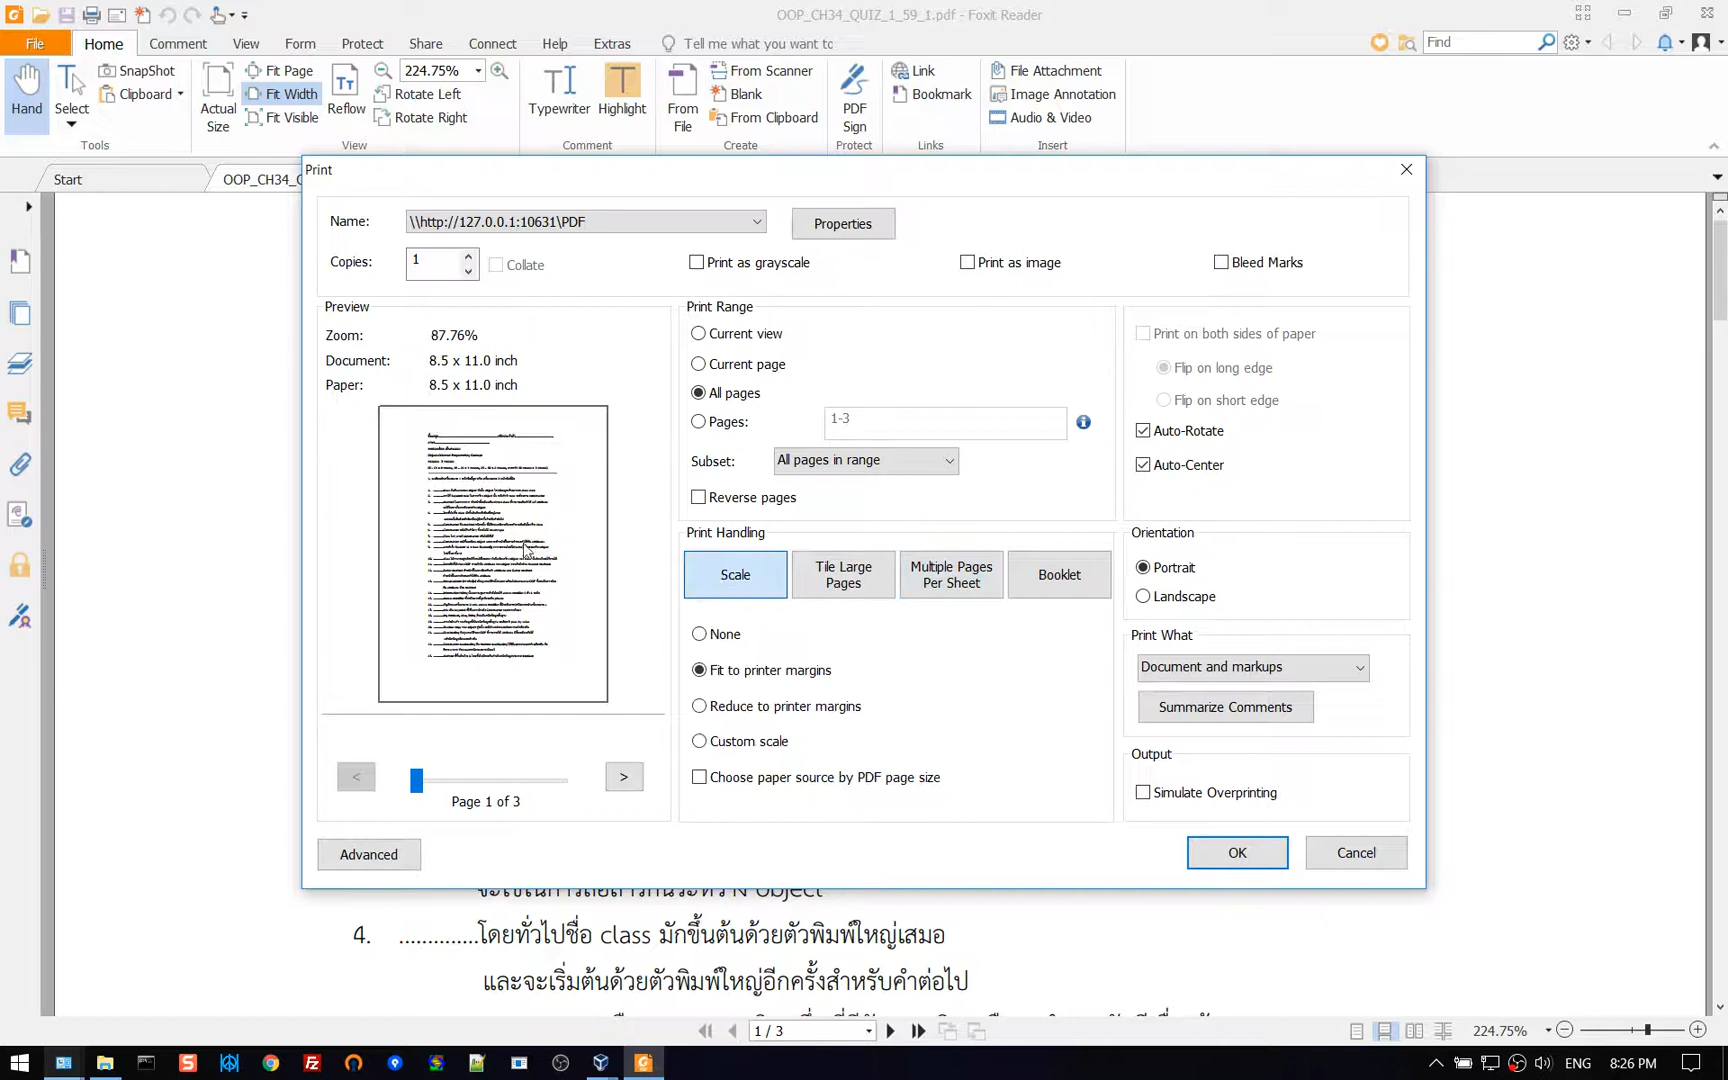 OOP_CH34_QUIZ_1_59_1.pdf - Foxit Reader
File
Home
Comment
View
Form
Protect
Share
Connect
Help
Extras
Tell me what you want to
Find
Hand
Select
SnapShot
Clipboard
Tools
Actual
Size
Fit Page
Fit Width
Fit Visible
Reflow
224.75%
Rotate Left
Rotate Right
View
Typewriter
Highlight
Comment
From
File
From Scanner
Blank
From Clipboard
Create
PDF
Sign
Protect
Link
Bookmark
Links
File Attachment
Image Annotation
Audio & Video
Insert
Start
OOP_CH34_
Print
Name:
\\http://127.0.0.1:10631\PDF
Properties
Copies:
1
Collate
Print as grayscale
Print as image
Bleed Marks
Preview
Zoom:
87.76%
Document:
8.5 x 11.0 inch
Paper:
8.5 x 11.0 inch
<
>
Page 1 of 3
Print Range
Current view
Current page
All pages
Pages:
1-3
Subset:
All pages in range
Reverse pages
Print Handling
Scale
Tile Large
Pages
Multiple Pages
Per Sheet
Booklet
None
Fit to printer margins
Reduce to printer margins
Custom scale
Choose paper source by PDF page size
Print on both sides of paper
Flip on long edge
Flip on short edge
Auto-Rotate
Auto-Center
Orientation
Portrait
Landscape
Print What
Document and markups
Summarize Comments
Output
Simulate Overprinting
Advanced
OK
Cancel
object
4. ..............โดยทั่วไปชื่อ class มักขึ้นต้นด้วยตัวพิมพ์ใหญ่เสมอ
และจะเริ่มต้นด้วยตัวพิมพ์ใหญ่อีกครั้งสำหรับคำต่อไป
1 / 3
224.75%
ENG
8:26 PM